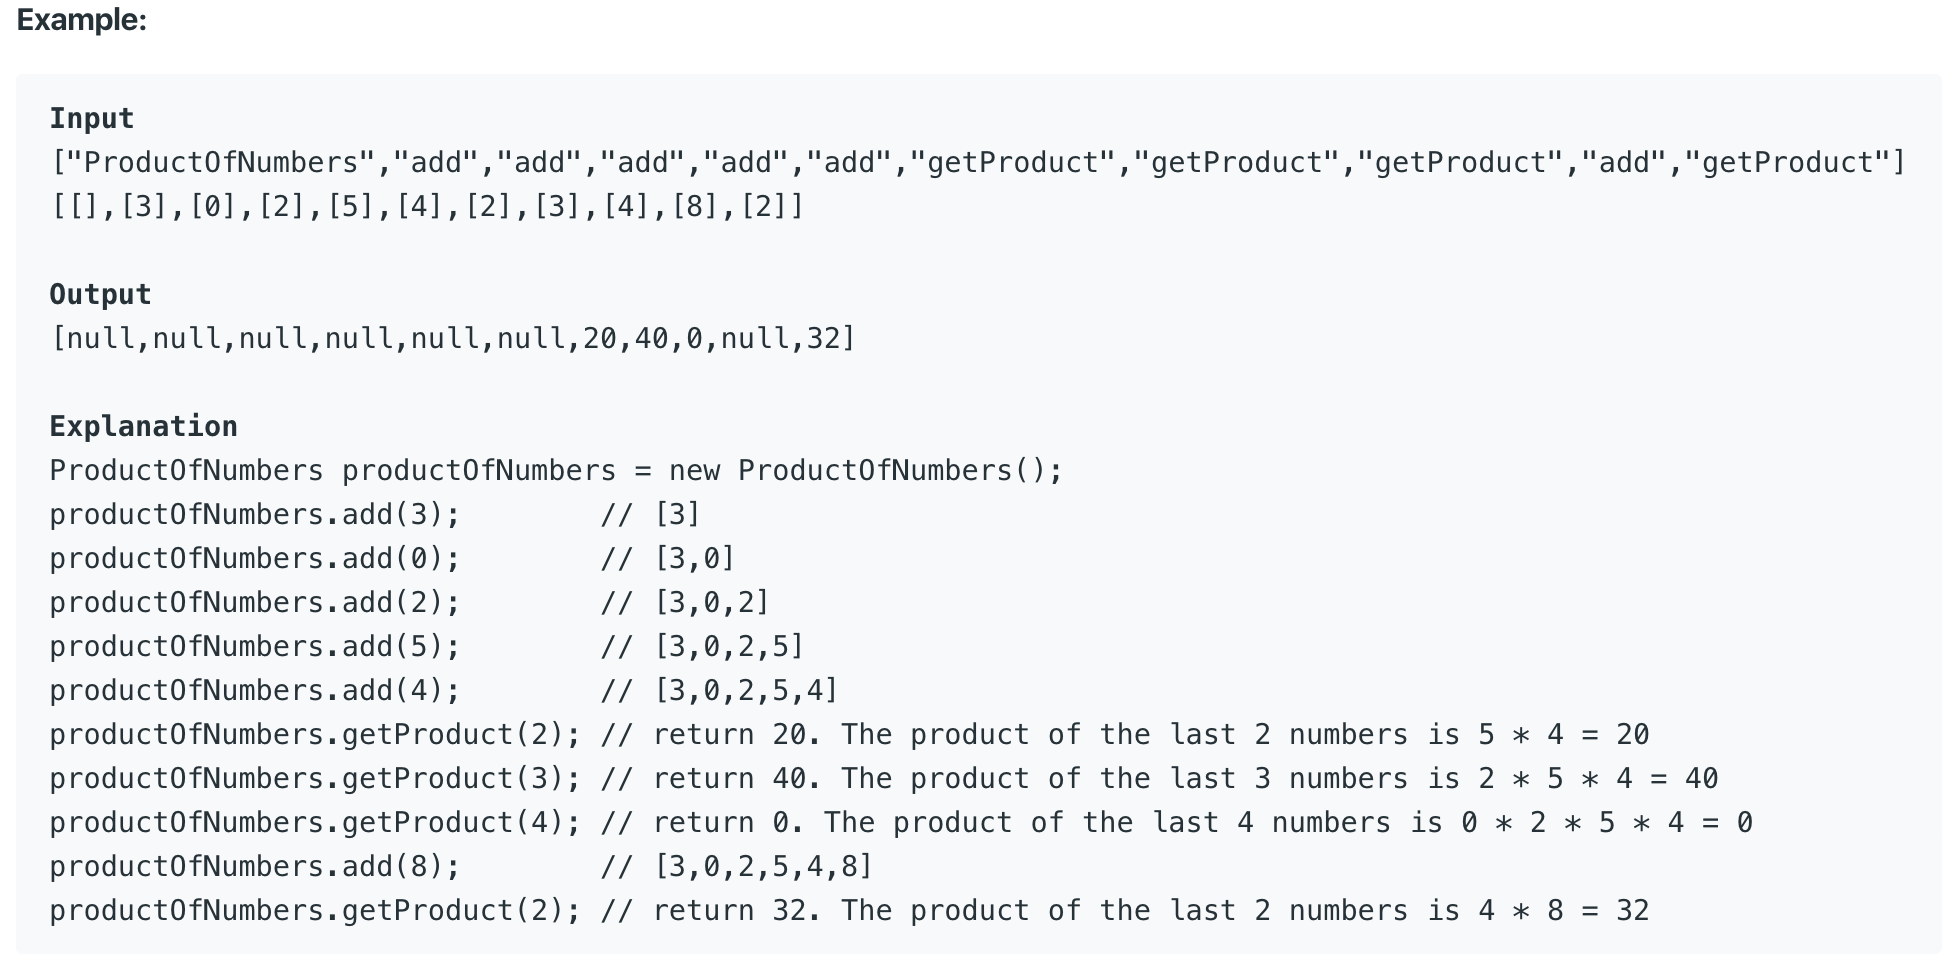 Example:
Input
["ProductOfNumbers","add","add","add","add","add","getProduct","getProduct","getProduct","add","getProduct"]
[[],[3],[0],[2],[5],[4],[2],[3],[4],[8],[2]]
Output
[null,null,null,null,null,null,20,40,0,null,32]
Explanation
ProductOfNumbers productOfNumbers = new ProductOfNumbers();
productOfNumbers.add(3);        // [3]
productOfNumbers.add(0);        // [3,0]
productOfNumbers.add(2);        // [3,0,2]
productOfNumbers.add(5);        // [3,0,2,5]
productOfNumbers.add(4);        // [3,0,2,5,4]
productOfNumbers.getProduct(2); // return 20. The product of the last 2 numbers is 5 * 4 = 20
productOfNumbers.getProduct(3); // return 40. The product of the last 3 numbers is 2 * 5 * 4 = 40
productOfNumbers.getProduct(4); // return 0. The product of the last 4 numbers is 0 * 2 * 5 * 4 = 0
productOfNumbers.add(8);        // [3,0,2,5,4,8]
productOfNumbers.getProduct(2); // return 32. The product of the last 2 numbers is 4 * 8 = 32